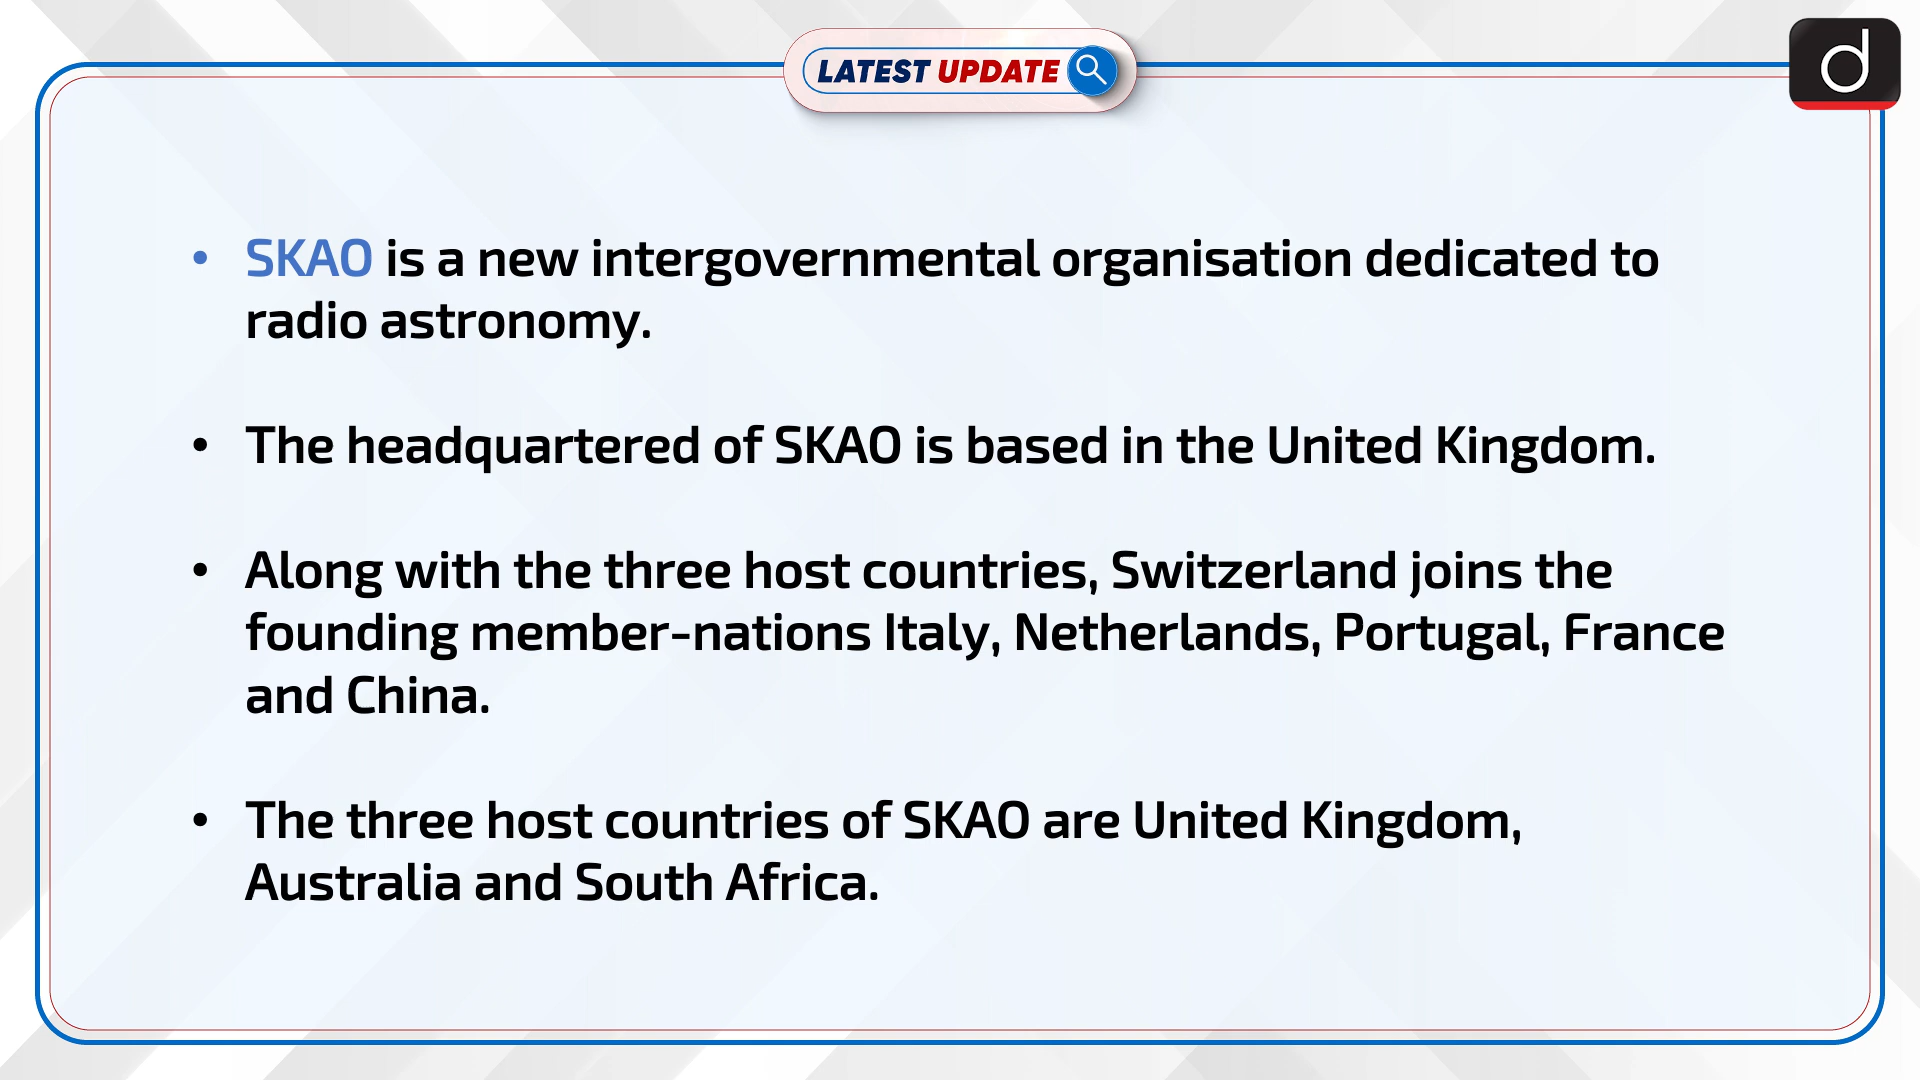 LATEST UPDATE
d
• SKAO is a new intergovernmental organisation dedicated to
radio astronomy.
• The headquartered of SKAO is based in the United Kingdom.
• Along with the three host countries, Switzerland joins the
founding member-nations Italy, Netherlands, Portugal, France
and China.
• The three host countries of SKAO are United Kingdom,
Australia and South Africa.